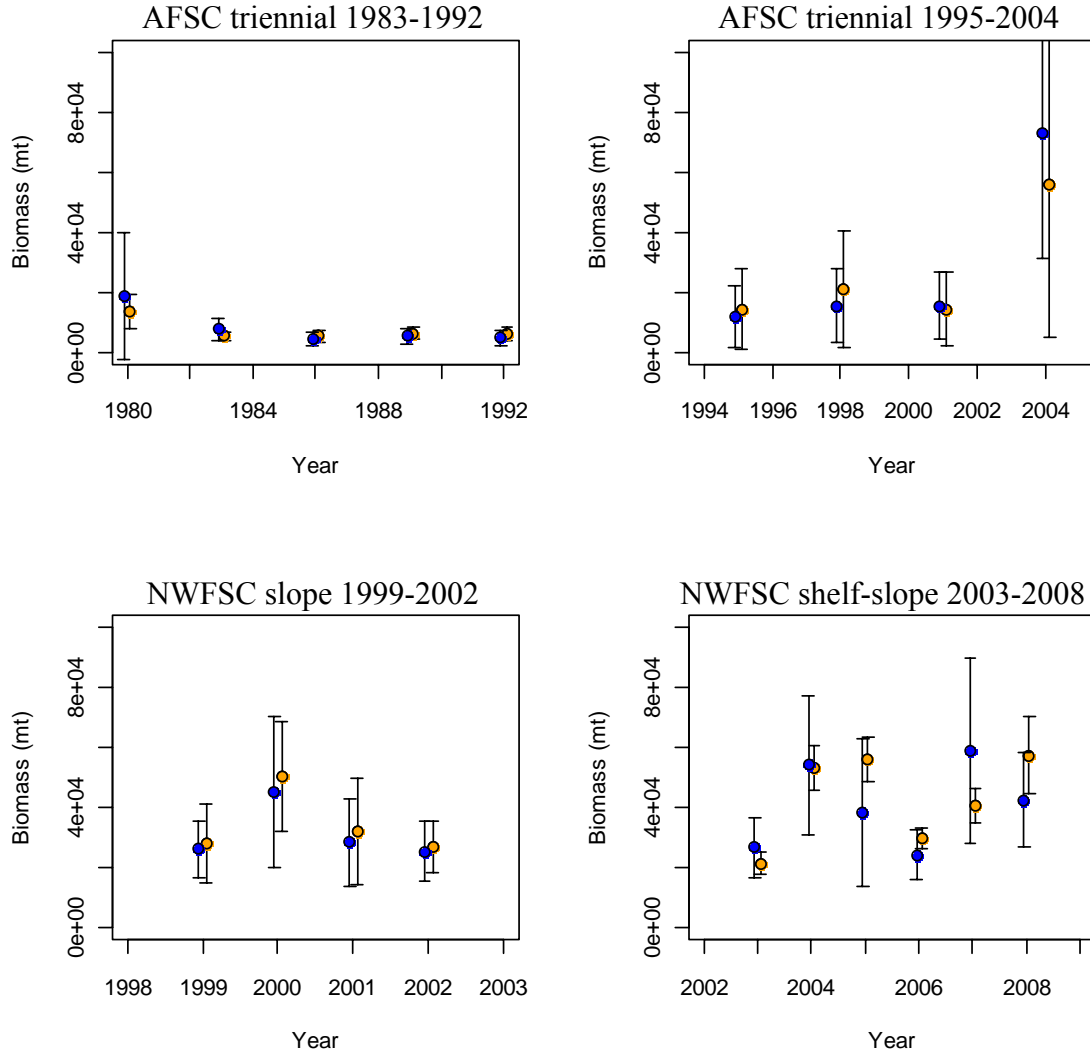 AFSC triennial 1983-1992
Biomass (mt)
8e+04
4e+04
0e+00
1980 1984 1988 1992
Year
AFSC triennial 1995-2004
Biomass (mt)
8e+04
4e+04
0e+00
1994 1996 1998 2000 2002 2004
Year
NWFSC slope 1999-2002
Biomass (mt)
8e+04
4e+04
0e+00
1998 1999 2000 2001 2002 2003
Year
NWFSC shelf-slope 2003-2008
Biomass (mt)
8e+04
4e+04
0e+00
2002 2004 2006 2008
Year